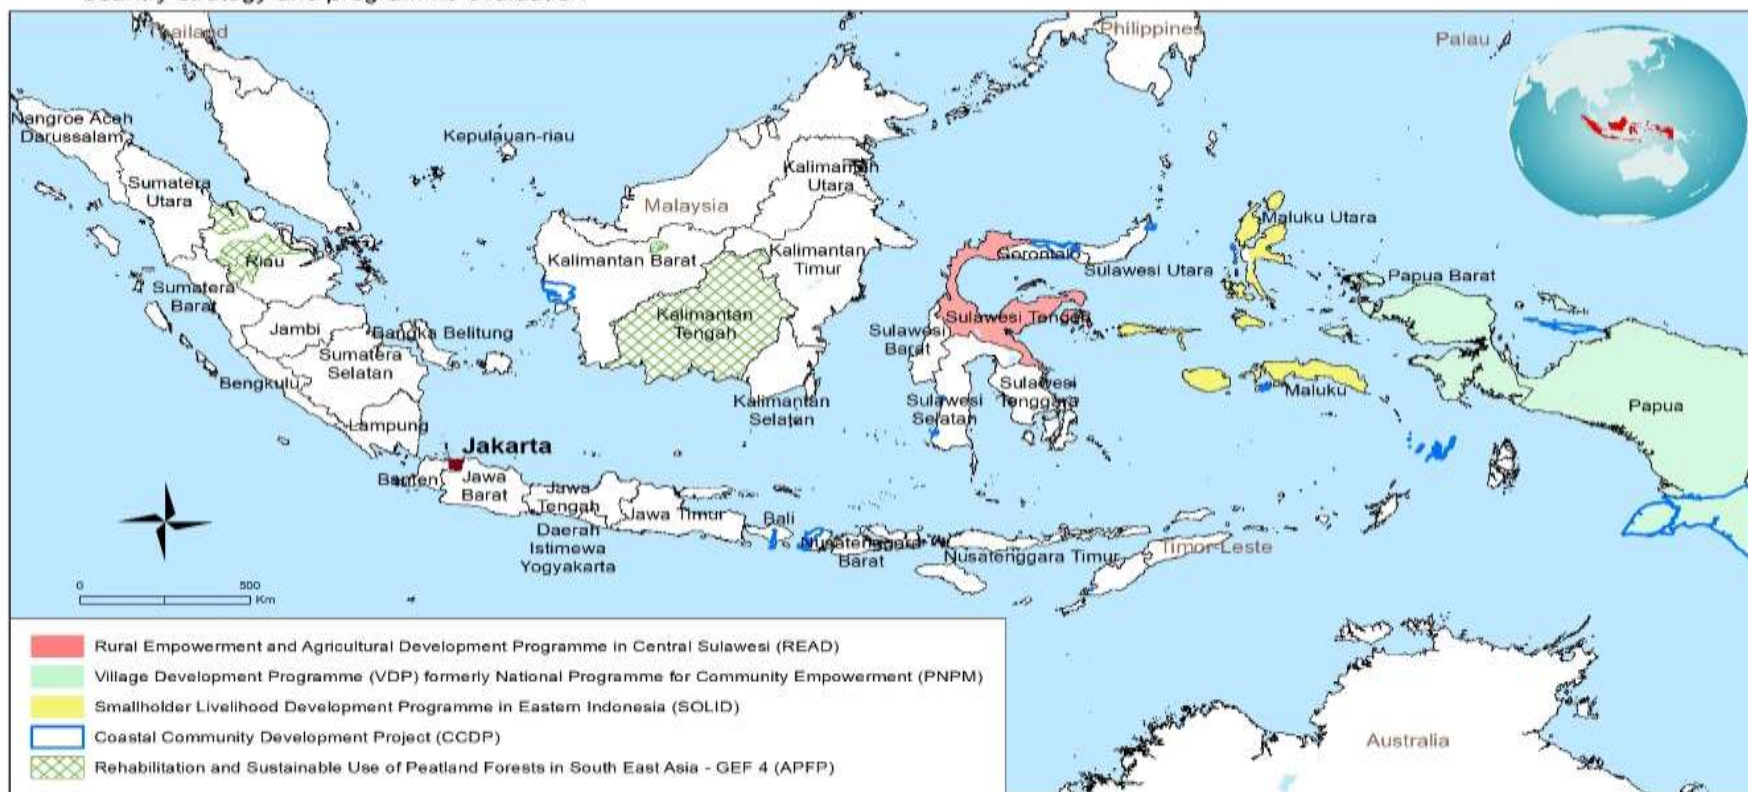 Country strategy and programme evaluation
Thailand
Philippines
Palau
Nangroe Aceh
Darussalam
Kepulauan-riau
Sumatera
Utara
Kalimantan
Utara
Malaysia
Maluku Utara
Riau
Kalimantan Barat
Kalimantan
Timur
Gorontalo
Sulawesi Utara
Papua Barat
Sumatera
Barat
Kalimantan
Tengah
Sulawesi Tengah
Jambi
Bangka Belitung
Sulawesi
Barat
Sumatera
Selatan
Bengkulu
Sulawesi
Tenggara
Maluku
Kalimantan
Selatan
Sulawesi
Selatan
Papua
Lampung
Jakarta
Banten
Jawa
Barat
Jawa
Tengah
Jawa Timur
Bali
Daerah
Istimewa
Yogyakarta
Nusatenggara
Barat
Nusatenggara Timur
Timor-Leste
0 500
Km
Rural Empowerment and Agricultural Development Programme in Central Sulawesi (READ)
Village Development Programme (VDP) formerly National Programme for Community Empowerment (PNPM)
Smallholder Livelihood Development Programme in Eastern Indonesia (SOLID)
Coastal Community Development Project (CCDP)
Rehabilitation and Sustainable Use of Peatland Forests in South East Asia - GEF 4 (APFP)
Australia